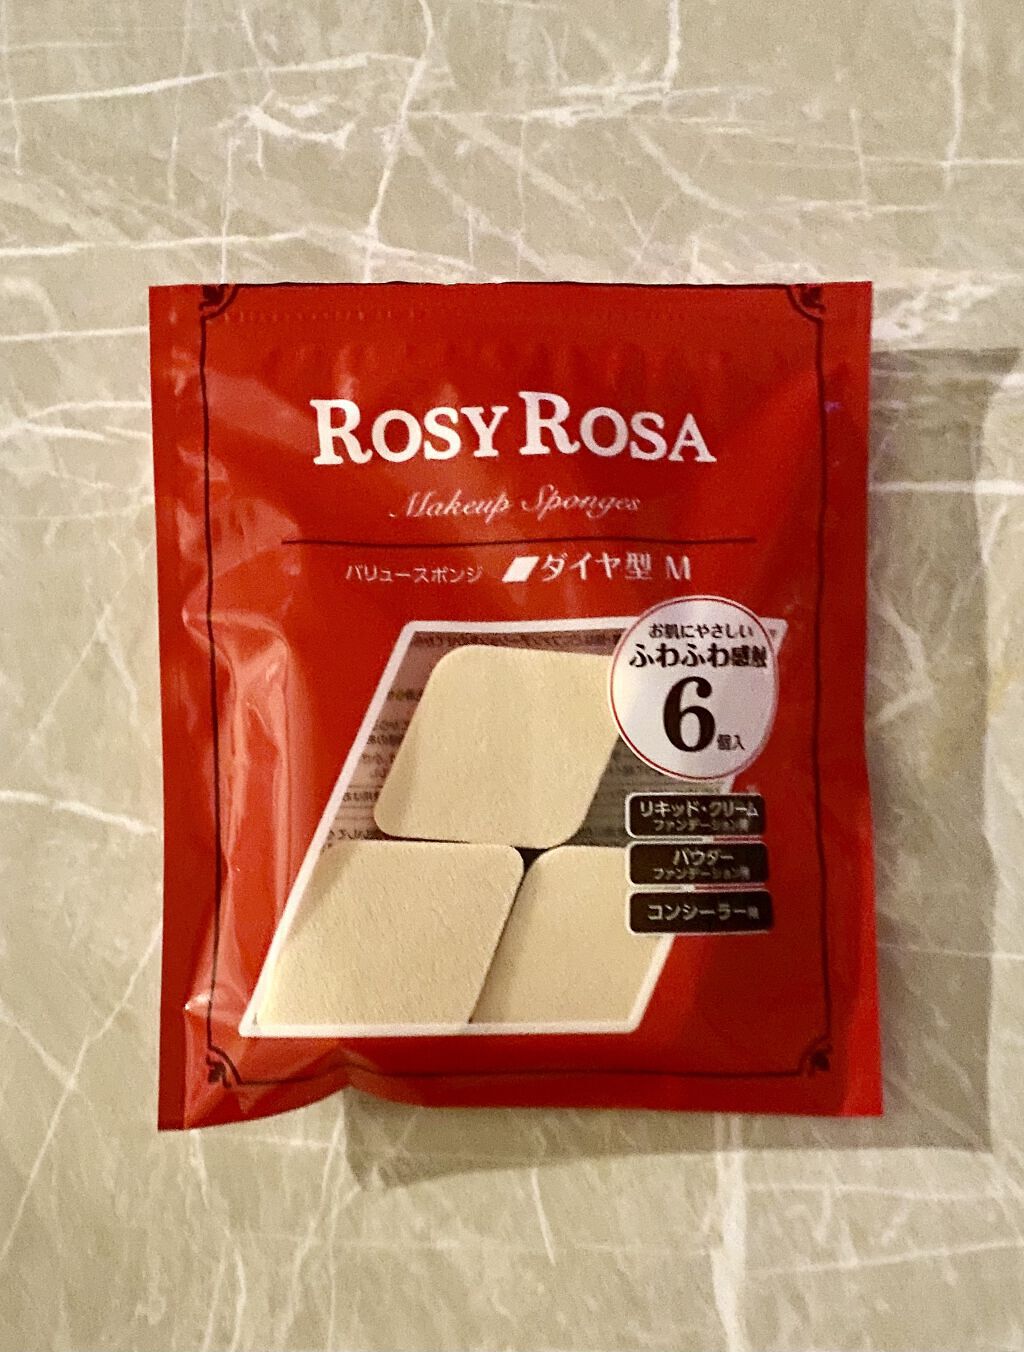 ROSY ROSA
Makeup Sponges
バリュースポンジ ダイヤ型 M
お肌にやさしい
ふわふわ感触
6個入
リキッド・クリーム
ファンデーション用
パウダー
ファンデーション用
コンシーラー用